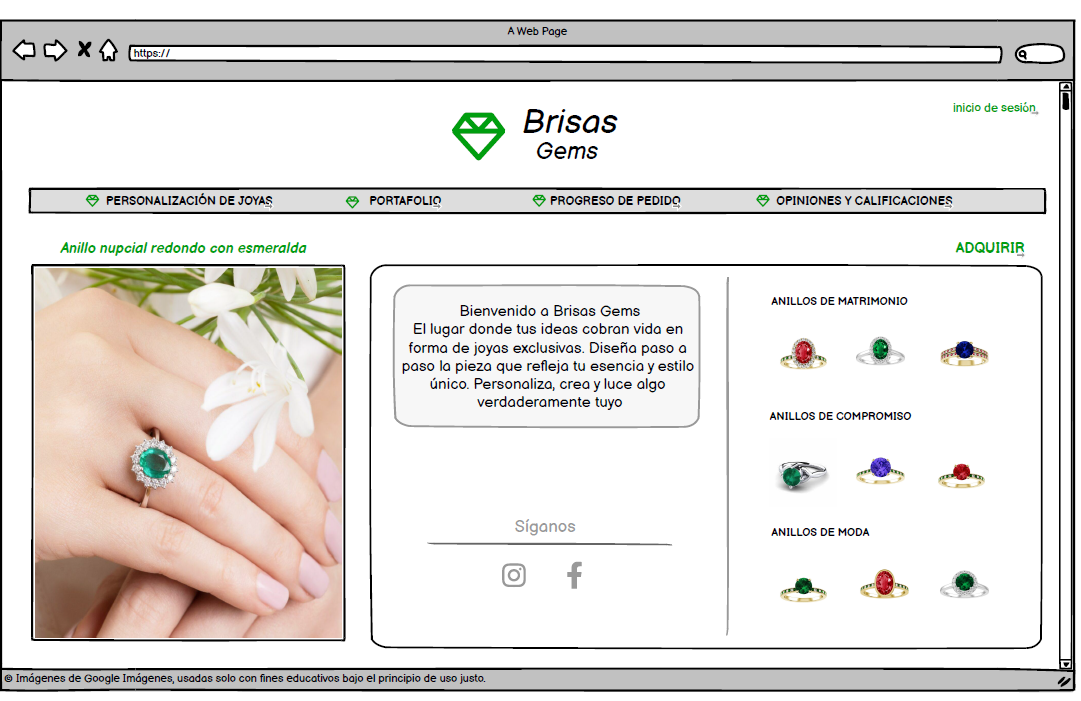 A Web Page
https://
inicio de sesión
Brisas
Gems
PERSONALIZACIÓN DE JOYAS
PORTAFOLIO
PROGRESO DE PEDIDO
OPINIONES Y CALIFICACIONES
Anillo nupcial redondo con esmeralda
ADQUIRIR
Bienvenido a Brisas Gems
El lugar donde tus ideas cobran vida en
forma de joyas exclusivas. Diseña paso a
paso la pieza que refleja tu esencia y estilo
único. Personaliza, crea y luce algo
verdaderamente tuyo
Síganos
ANILLOS DE MATRIMONIO
ANILLOS DE COMPROMISO
ANILLOS DE MODA
© Imágenes de Google Imágenes, usadas solo con fines educativos bajo el principio de uso justo.